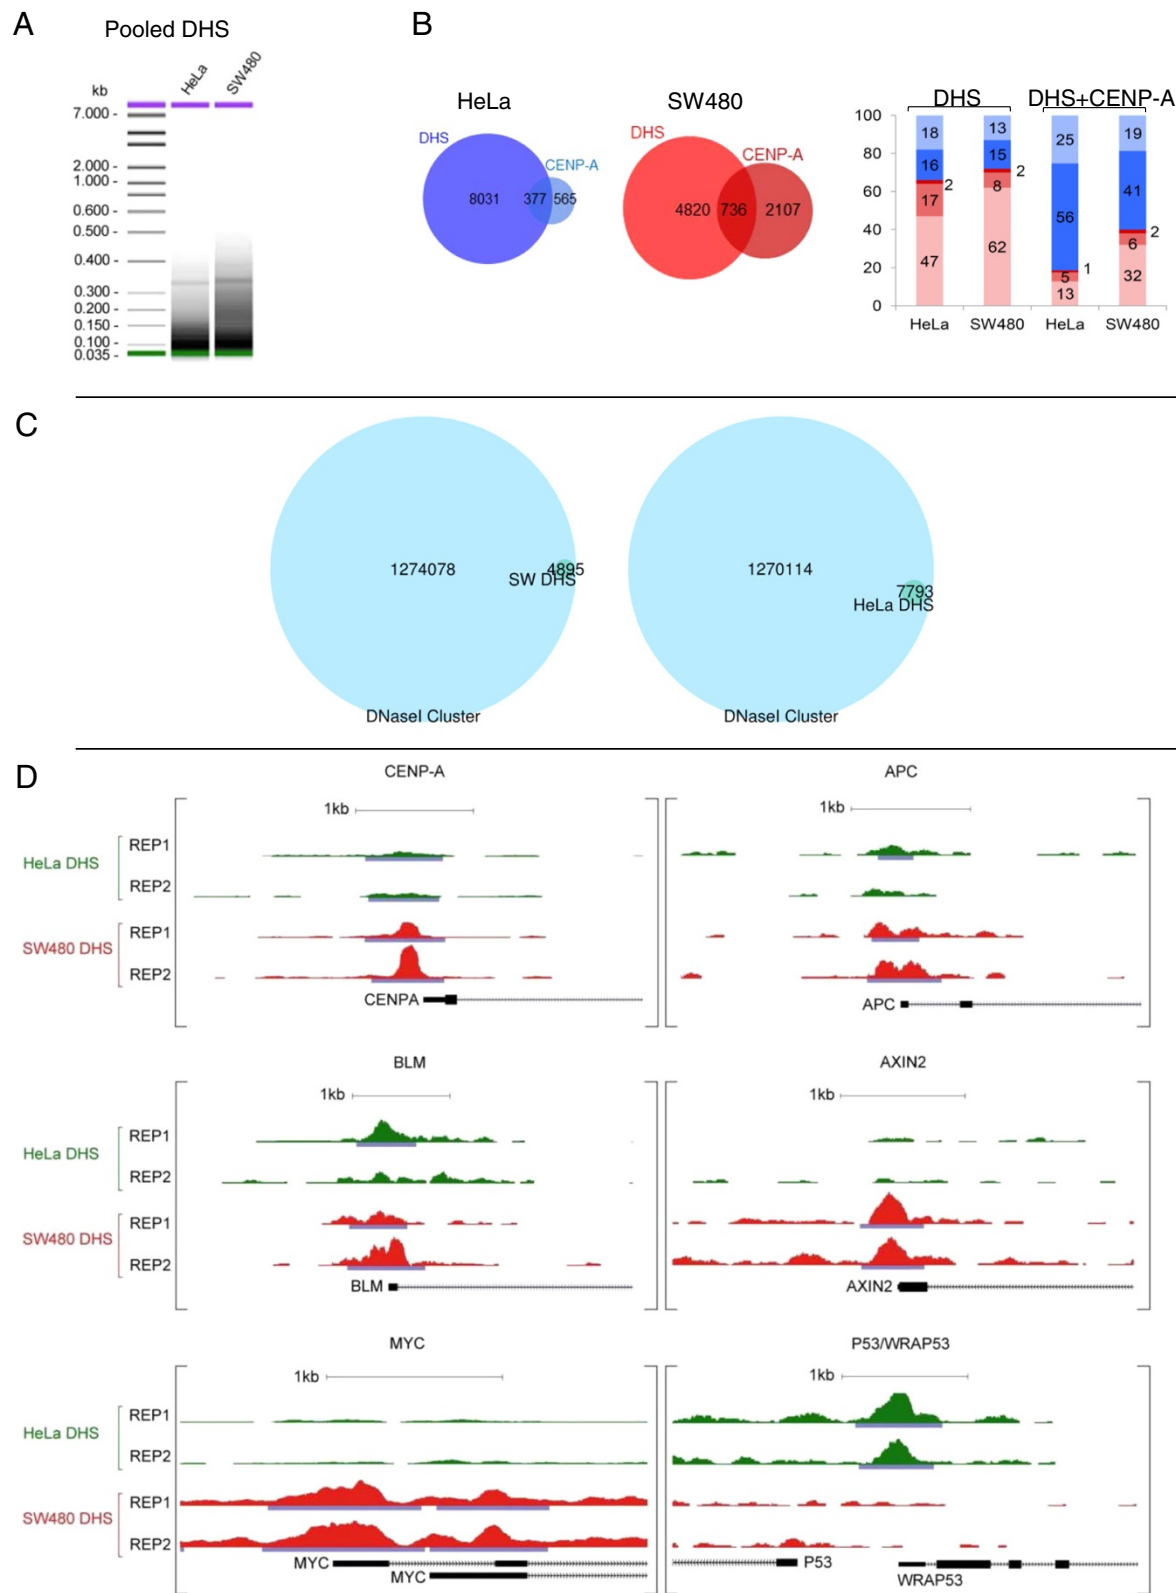 A
Pooled DHS
kb
HeLa
SW480
7.000 -
2.000 -
1.000 -
0.600 -
0.500 -
0.400 -
0.300 -
0.200 -
0.150 -
0.100 -
0.035 -
B
HeLa
DHS
CENP-A
8031 377 565
SW480
DHS
CENP-A
4820 736 2107
DHS DHS+CENP-A
100
80
60
40
20
0
18 16 2 17 47
13 15 2 8 62
25 56 1 5 13
19 41 2 6 32
HeLa SW480 HeLa SW480
C
1274078
4895
SW DHS
DNaseI Cluster
1270114
7793
HeLa DHS
DNaseI Cluster
D
CENP-A
1kb
HeLa DHS
REP1
REP2
SW480 DHS
REP1
REP2
CENPA
APC
1kb
APC
BLM
1kb
HeLa DHS
REP1
REP2
SW480 DHS
REP1
REP2
BLM
AXIN2
1kb
AXIN2
MYC
1kb
HeLa DHS
REP1
REP2
SW480 DHS
REP1
REP2
MYC
MYC
P53/WRAP53
1kb
P53
WRAP53